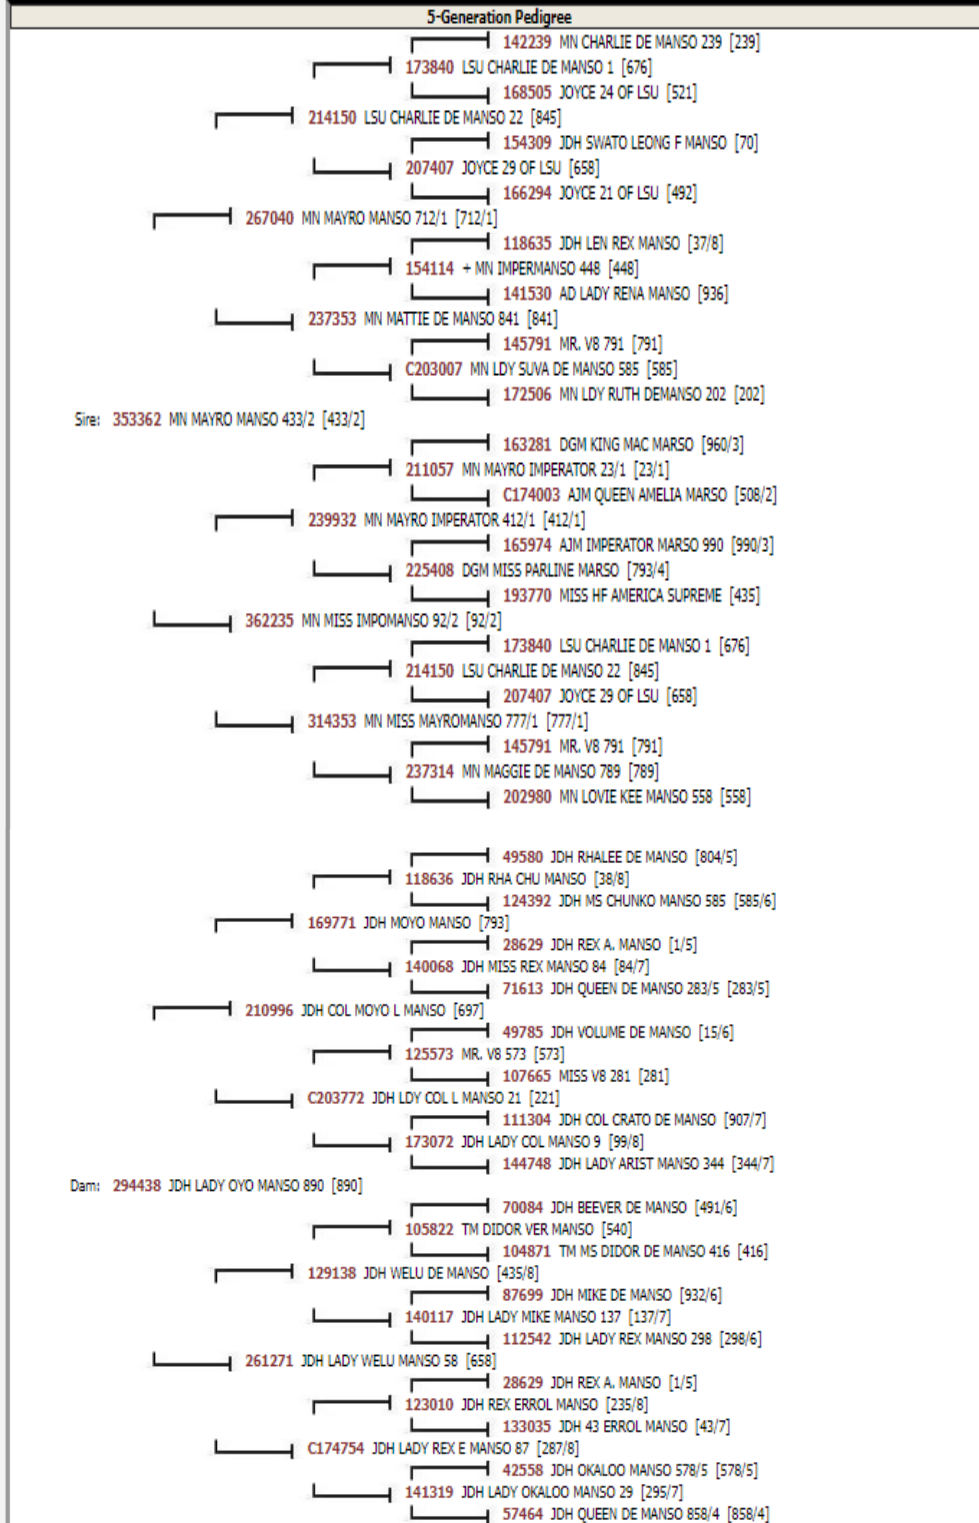 5-Generation Pedigree
142239 MN CHARLIE DE MANSO 239 [239]
173840 LSU CHARLIE DE MANSO 1 [676]
168505 JOYCE 24 OF LSU [521]
214150 LSU CHARLIE DE MANSO 22 [845]
154309 JDH SWATO LEONG F MANSO [70]
207407 JOYCE 29 OF LSU [658]
166294 JOYCE 21 OF LSU [492]
267040 MN MAYRO MANSO 712/1 [712/1]
118635 JDH LEN REX MANSO [37/8]
154114 + MN IMPERMANSO 448 [448]
141530 AD LADY RENA MANSO [936]
237353 MN MATTIE DE MANSO 841 [841]
145791 MR. V8 791 [791]
C203007 MN LDY SUVA DE MANSO 585 [585]
172506 MN LDY RUTH DEMANSO 202 [202]
Sire: 353362 MN MAYRO MANSO 433/2 [433/2]
163281 DGM KING MAC MARSO [960/3]
211057 MN MAYRO IMPERATOR 23/1 [23/1]
C174003 AJM QUEEN AMELIA MARSO [508/2]
239932 MN MAYRO IMPERATOR 412/1 [412/1]
165974 AJM IMPERATOR MARSO 990 [990/3]
225408 DGM MISS PARLINE MARSO [793/4]
193770 MISS HF AMERICA SUPREME [435]
362235 MN MISS IMPOMANSO 92/2 [92/2]
173840 LSU CHARLIE DE MANSO 1 [676]
214150 LSU CHARLIE DE MANSO 22 [845]
207407 JOYCE 29 OF LSU [658]
314353 MN MISS MAYROMANSO 777/1 [777/1]
145791 MR. V8 791 [791]
237314 MN MAGGIE DE MANSO 789 [789]
202980 MN LOVIE KEE MANSO 558 [558]
49580 JDH RHALEE DE MANSO [804/5]
118636 JDH RHA CHU MANSO [38/8]
124392 JDH MS CHUNKO MANSO 585 [585/6]
169771 JDH MOYO MANSO [793]
28629 JDH REX A. MANSO [1/5]
140068 JDH MISS REX MANSO 84 [84/7]
71613 JDH QUEEN DE MANSO 283/5 [283/5]
210996 JDH COL MOYO L MANSO [697]
49785 JDH VOLUME DE MANSO [15/6]
125573 MR. V8 573 [573]
107665 MISS V8 281 [281]
C203772 JDH LDY COL L MANSO 21 [221]
111304 JDH COL CRATO DE MANSO [907/7]
173072 JDH LADY COL MANSO 9 [99/8]
144748 JDH LADY ARIST MANSO 344 [344/7]
Dam: 294438 JDH LADY OYO MANSO 890 [890]
70084 JDH BEEVER DE MANSO [491/6]
105822 TM DIDOR VER MANSO [540]
104871 TM MS DIDOR DE MANSO 416 [416]
129138 JDH WELU DE MANSO [435/8]
87699 JDH MIKE DE MANSO [932/6]
140117 JDH LADY MIKE MANSO 137 [137/7]
112542 JDH LADY REX MANSO 298 [298/6]
261271 JDH LADY WELU MANSO 58 [658]
28629 JDH REX A. MANSO [1/5]
123010 JDH REX ERROL MANSO [235/8]
133035 JDH 43 ERROL MANSO [43/7]
C174754 JDH LADY REX E MANSO 87 [287/8]
42558 JDH OKALOO MANSO 578/5 [578/5]
141319 JDH LADY OKALOO MANSO 29 [295/7]
57464 JDH QUEEN DE MANSO 858/4 [858/4]